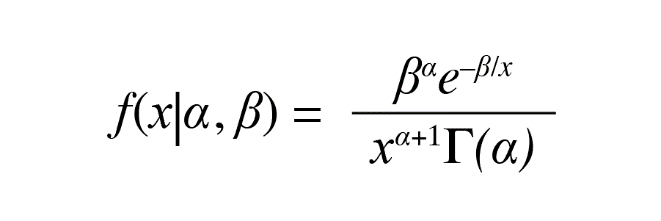 f(x|α, β) = β^α e^(–β/x) / x^(α+1) Γ(α)